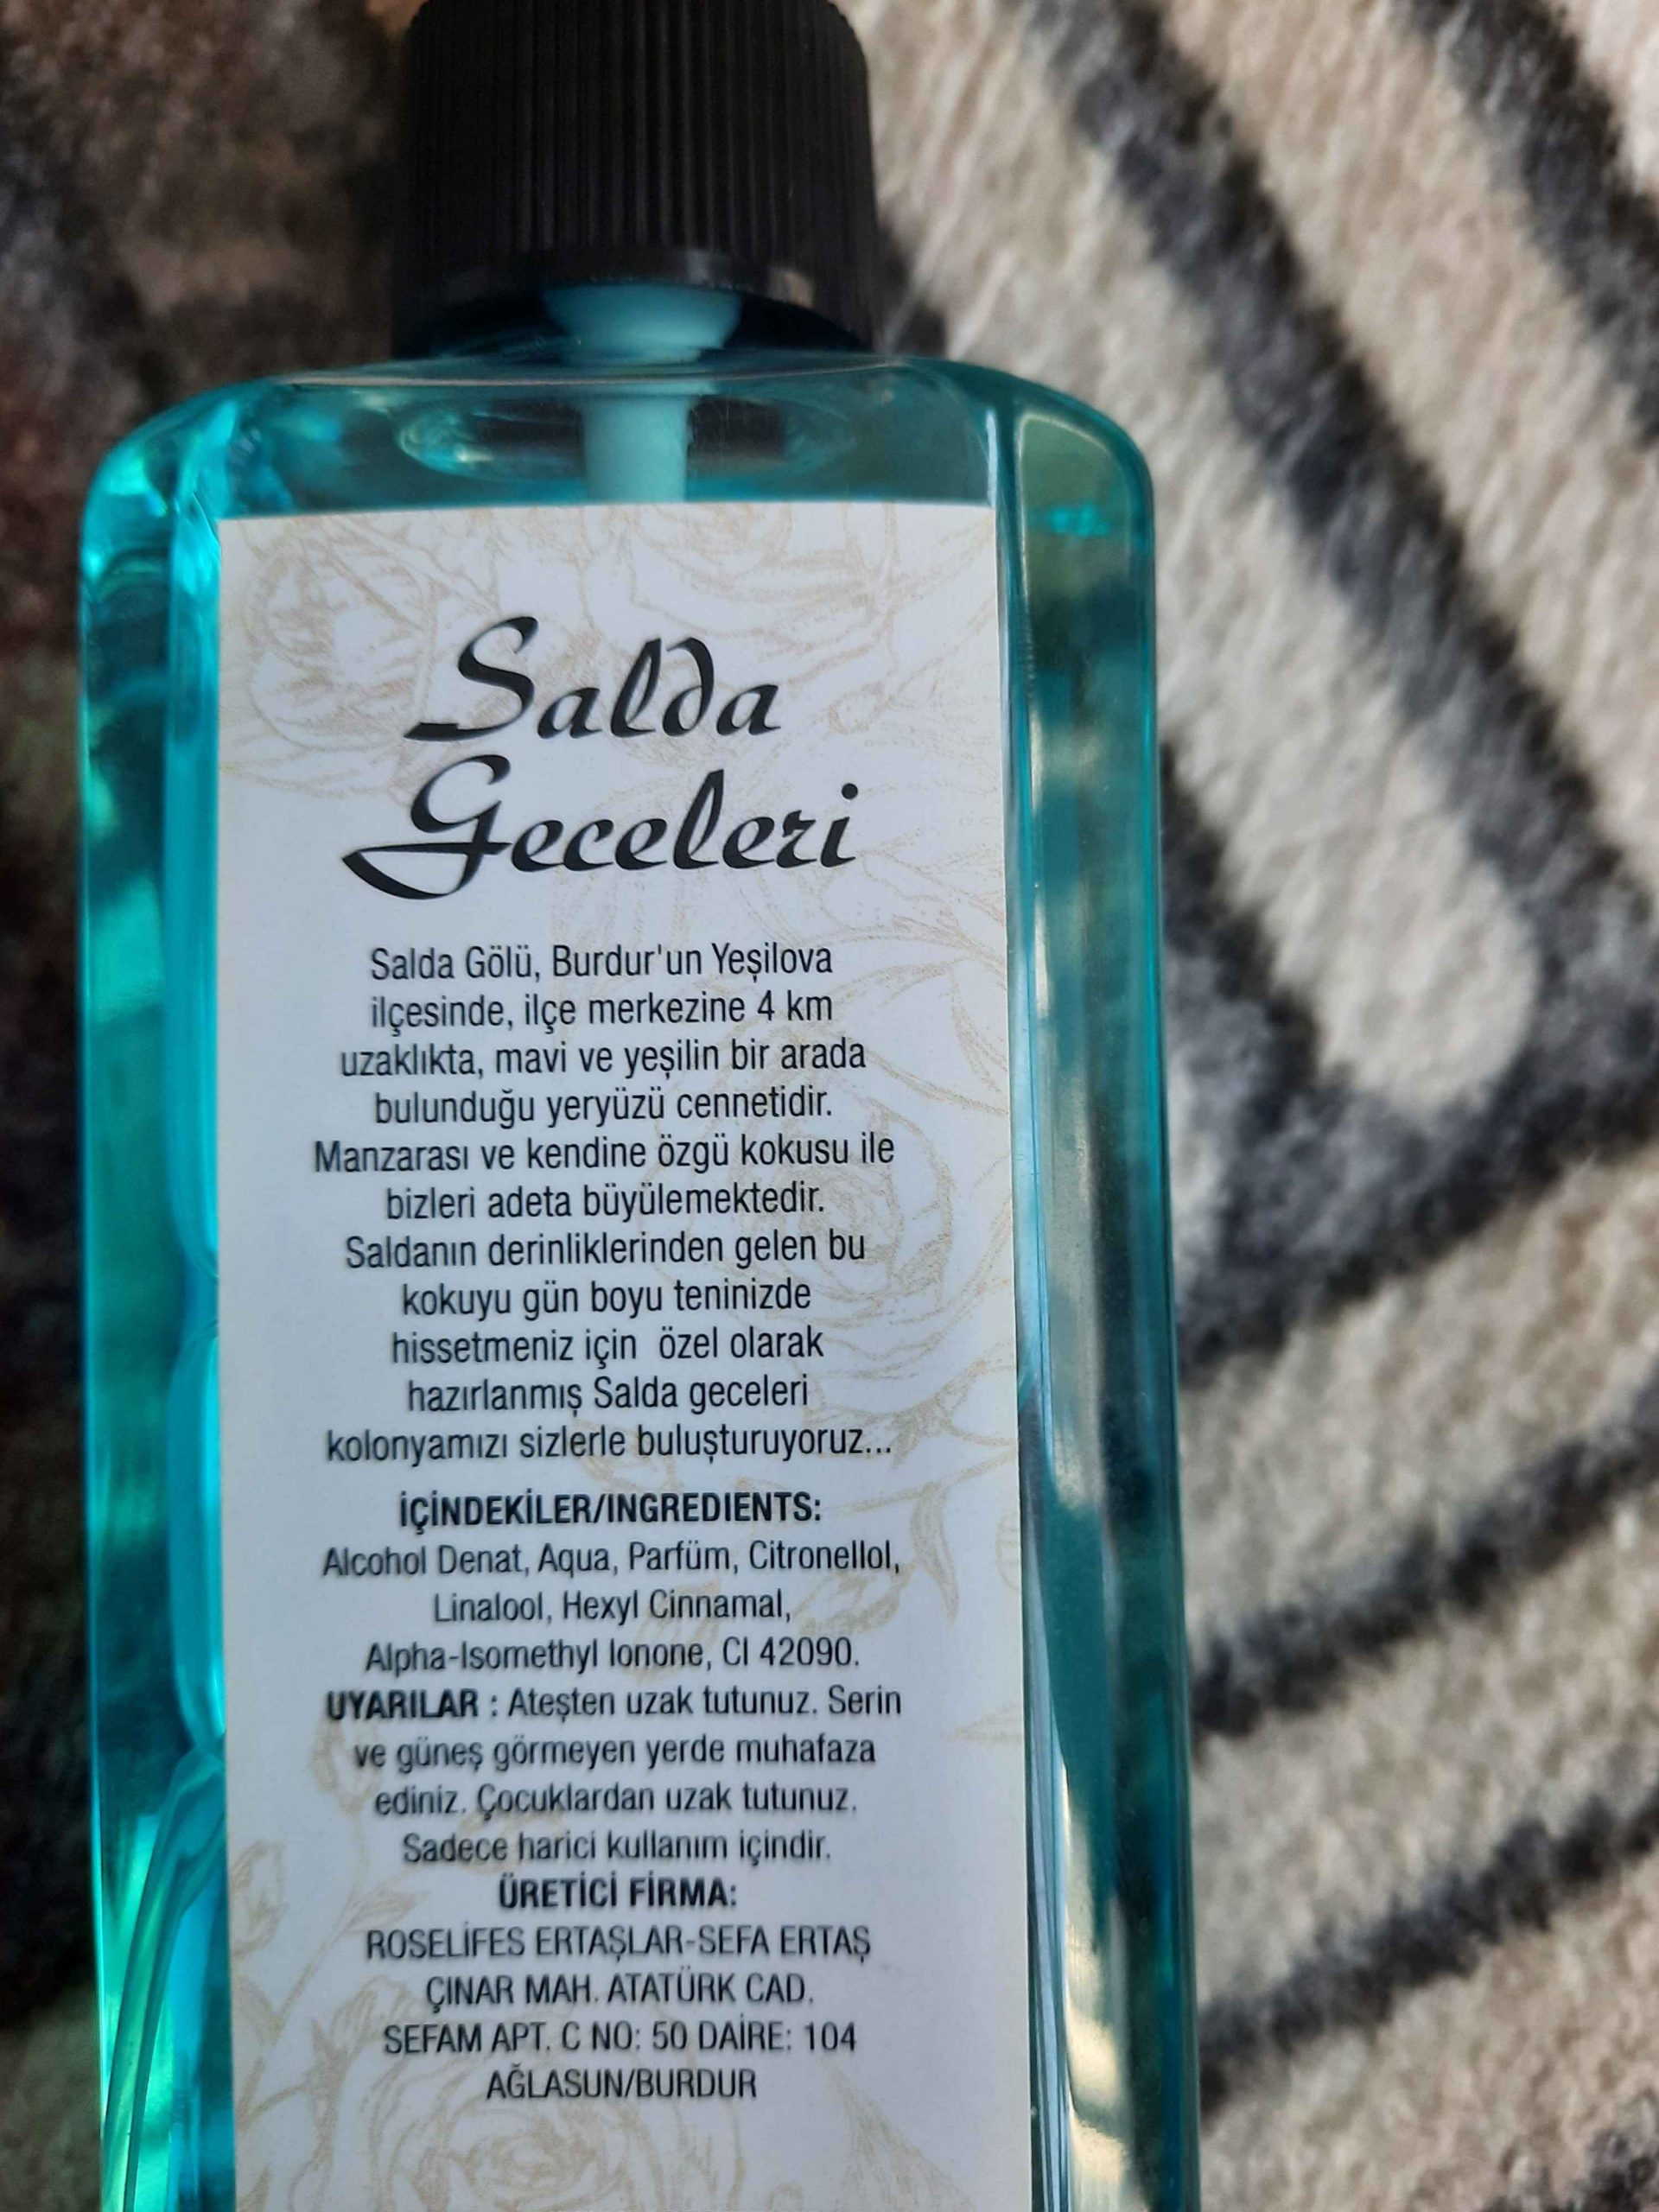 Salda
Geceleri
Salda Gölü, Burdur'un Yeşilova
ilçesinde, ilçe merkezine 4 km
uzaklıkta, mavi ve yeşilin bir arada
bulunduğu yeryüzü cennetidir.
Manzarası ve kendine özgü kokusu ile
bizleri adeta büyülemektedir.
Saldanın derinliklerinden gelen bu
kokuyu gün boyu teninizde
hissetmeniz için özel olarak
hazırlanmış Salda geceleri
kolonyamızı sizlerle buluşturuyoruz...
İÇİNDEKİLER/INGREDIENTS:
Alcohol Denat, Aqua, Parfüm, Citronellol,
Linalool, Hexyl Cinnamal,
Alpha-Isomethyl Ionone, CI 42090.
UYARILAR : Ateşten uzak tutunuz. Serin
ve güneş görmeyen yerde muhafaza
ediniz. Çocuklardan uzak tutunuz.
Sadece harici kullanım içindir.
ÜRETİCİ FİRMA:
ROSELİFES ERTAŞLAR-SEFA ERTAŞ
ÇINAR MAH. ATATÜRK CAD.
SEFAM APT. C NO: 50 DAİRE: 104
AĞLASUN/BURDUR